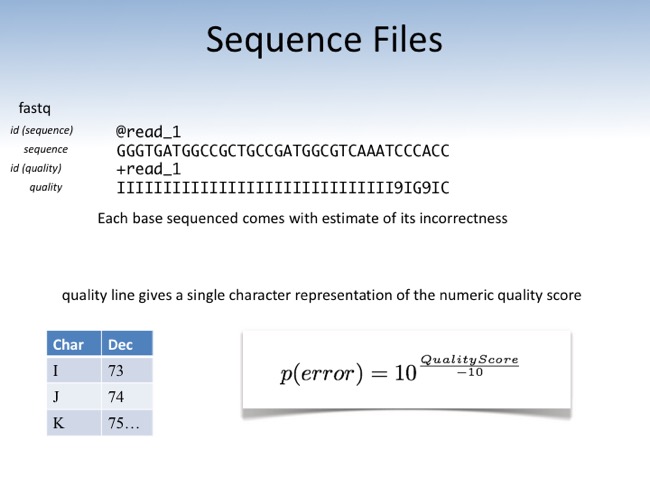 Sequence Files
fastq
id (sequence) @read_1
sequence GGGTGATGGCCGCTGCCGATGGCGTCAAATCCCACC
id (quality) +read_1
quality IIIIIIIIIIIIIIIIIIIIIIIIIIIIII9IG9IC
Each base sequenced comes with estimate of its incorrectness
quality line gives a single character representation of the numeric quality score
Char Dec
I 73
J 74
K 75...
p(error) = 10^(QualityScore/-10)